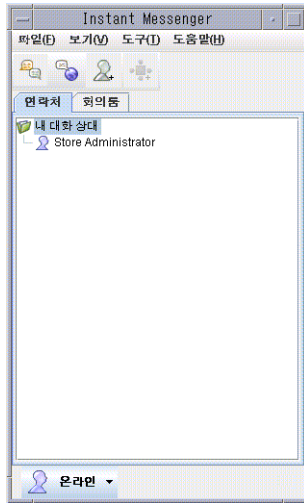 Instant Messenger
파일(F) 보기(V) 도구(T) 도움말(H)
연락처 회의룸
내 대화 상대
Store Administrator
온라인